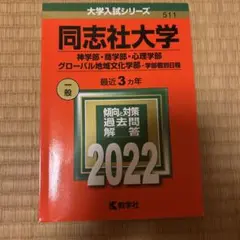 大学入試シリーズ
511
同志社大学
神学部・商学部・心理学部
グローバル地域文化学部-学部個別日程
一般
最近3カ年
傾向と対策
過去問
解答
2022
教学社